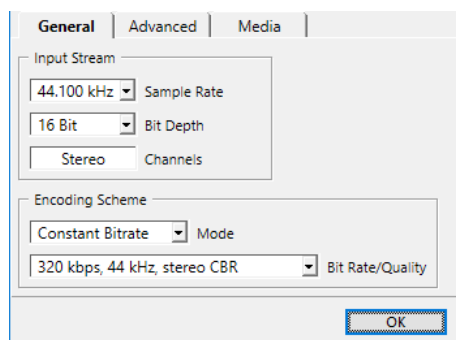 General Advanced Media
Input Stream
44.100 kHz Sample Rate
16 Bit Bit Depth
Stereo Channels
Encoding Scheme
Constant Bitrate Mode
320 kbps, 44 kHz, stereo CBR Bit Rate/Quality
OK